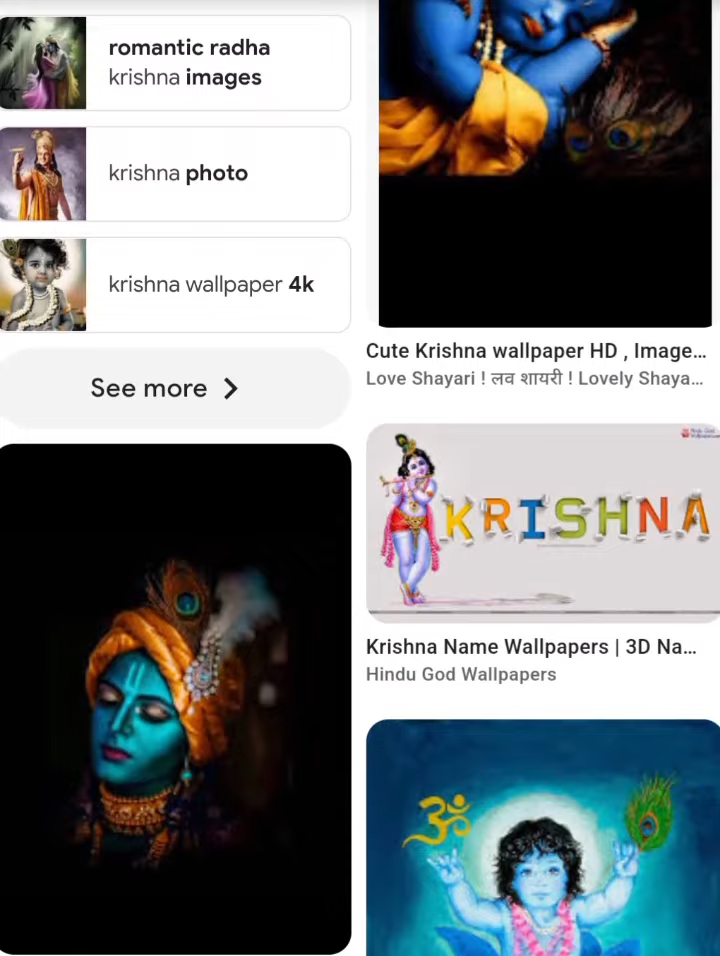 romantic radha
krishna images
krishna photo
krishna wallpaper 4k
See more
Cute Krishna wallpaper HD , Image...
Love Shayari ! लव शायरी ! Lovely Shaya...
KRISHNA
Krishna Name Wallpapers | 3D Na...
Hindu God Wallpapers
ॐ